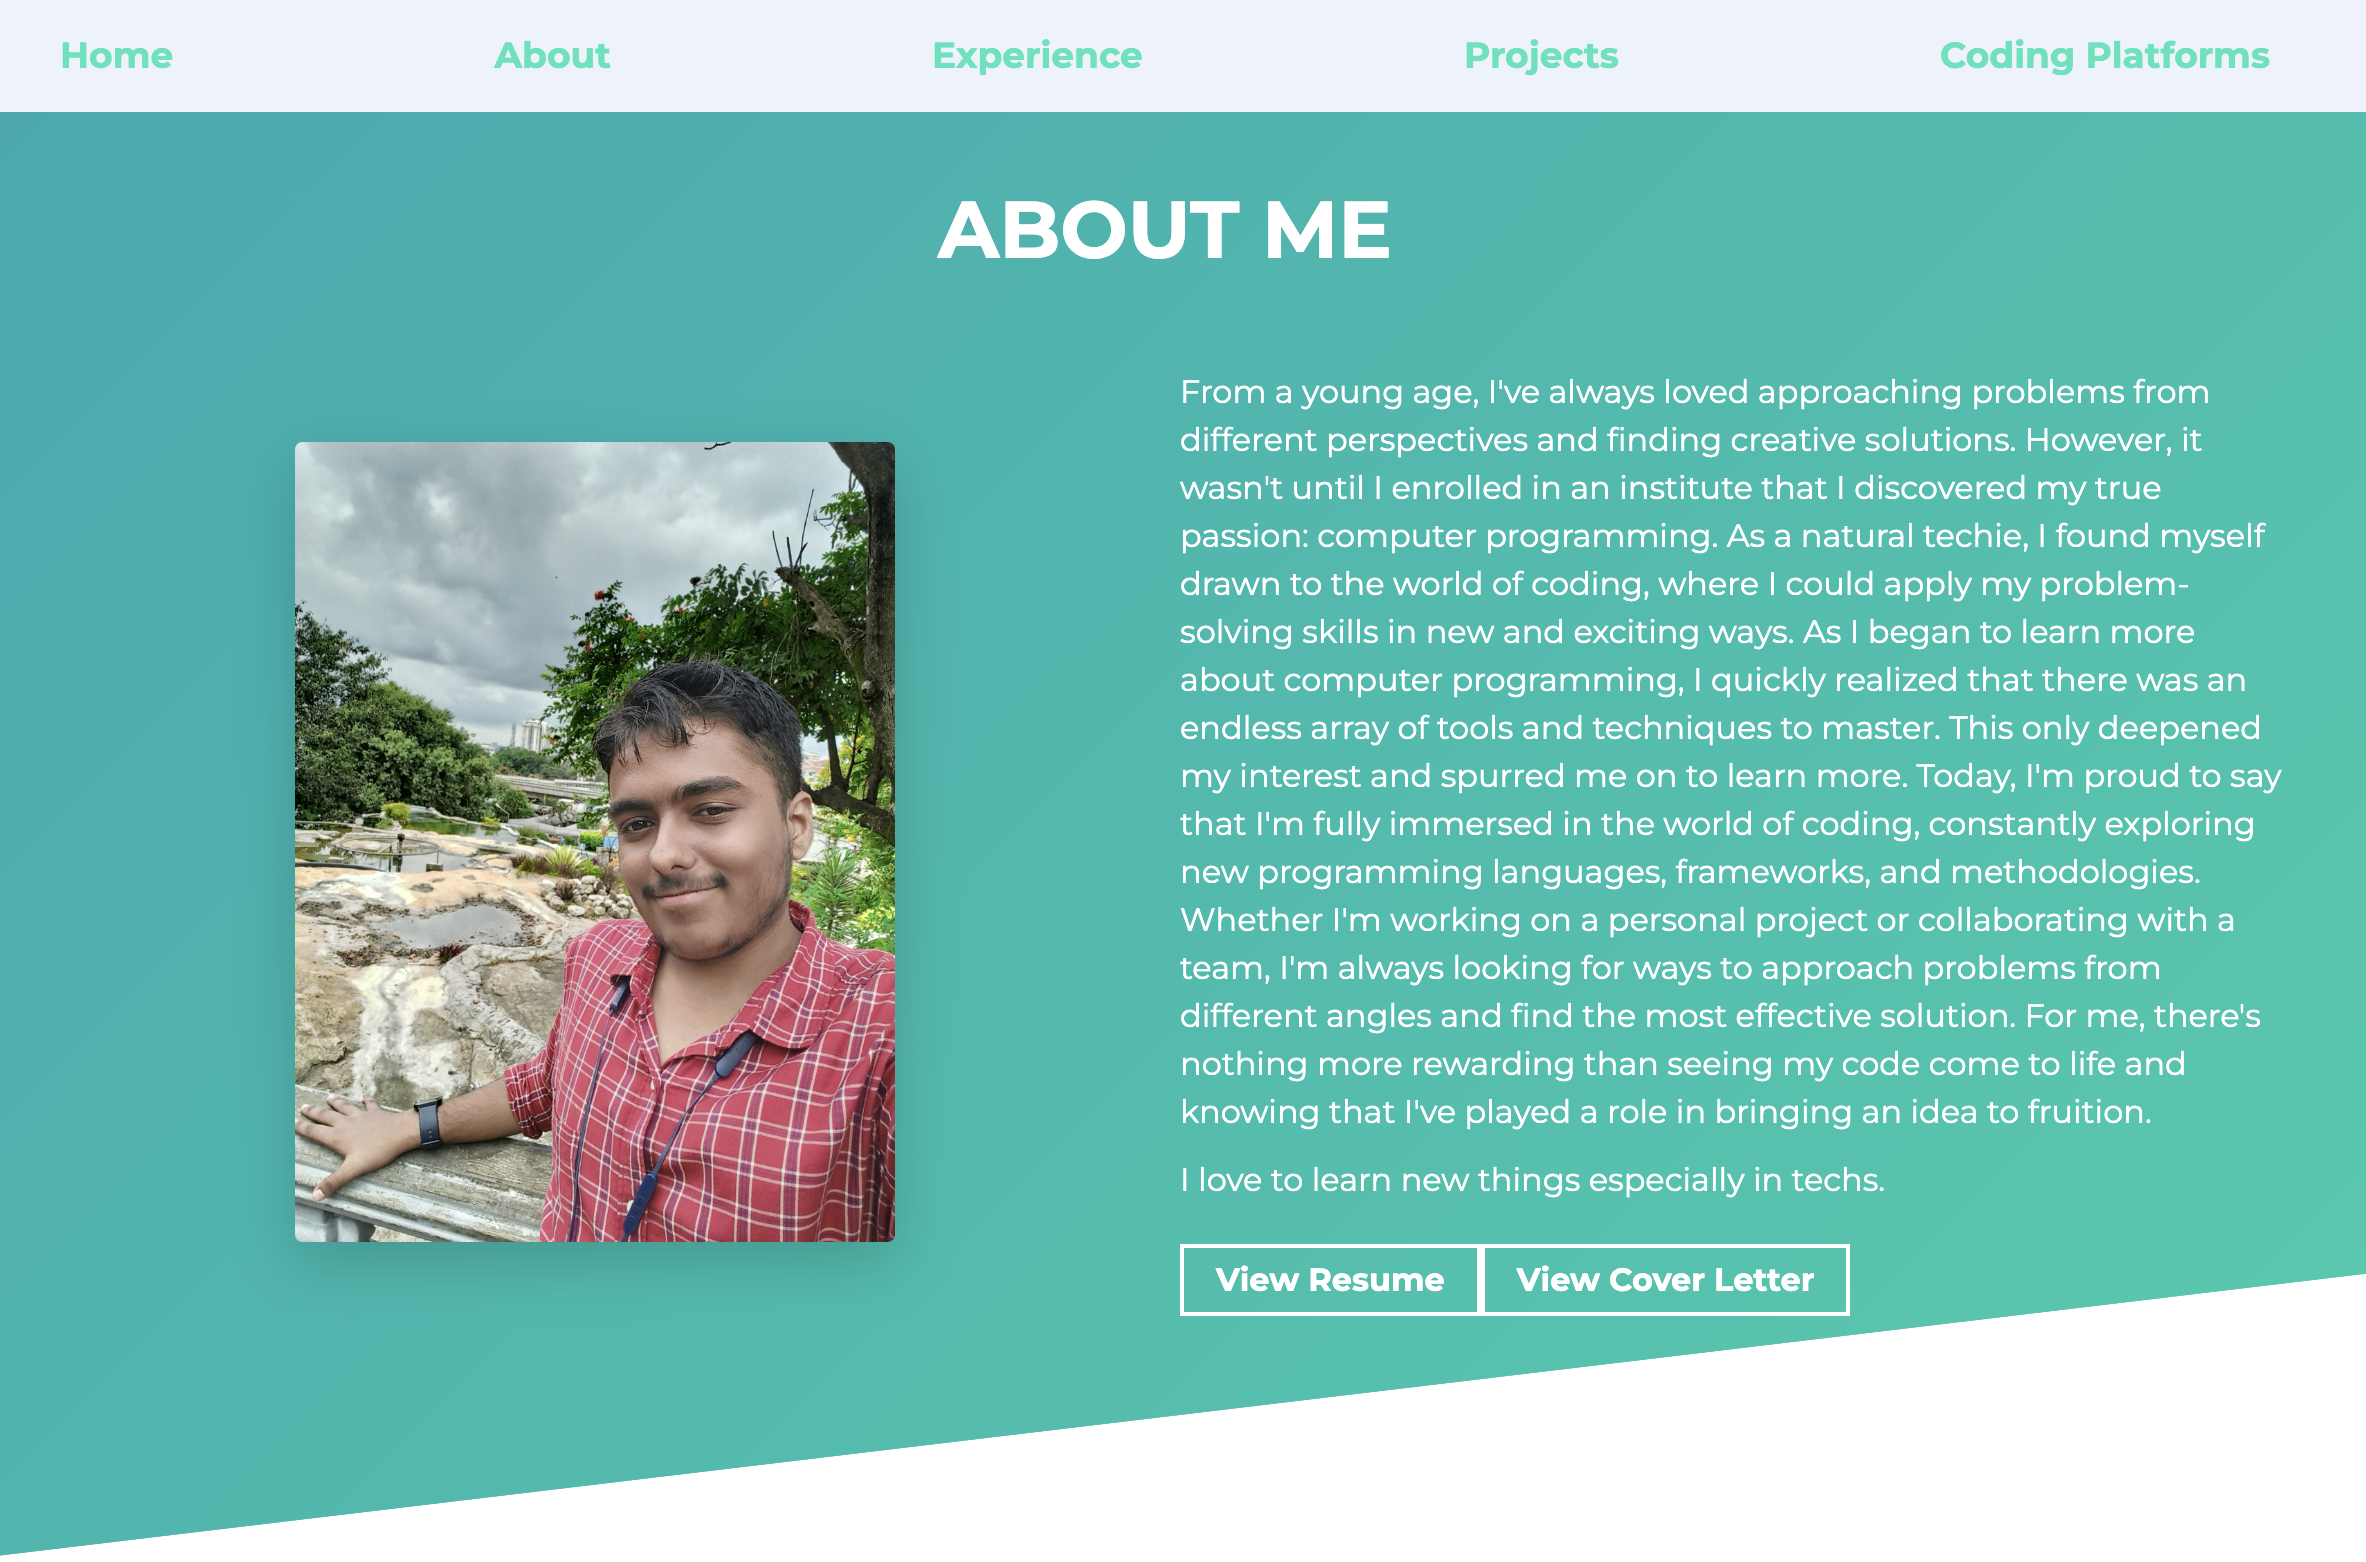 Home About Experience Projects Coding Platforms
ABOUT ME
From a young age, I've always loved approaching problems from
different perspectives and finding creative solutions. However, it
wasn't until I enrolled in an institute that I discovered my true
passion: computer programming. As a natural techie, I found myself
drawn to the world of coding, where I could apply my problem-
solving skills in new and exciting ways. As I began to learn more
about computer programming, I quickly realized that there was an
endless array of tools and techniques to master. This only deepened
my interest and spurred me on to learn more. Today, I'm proud to say
that I'm fully immersed in the world of coding, constantly exploring
new programming languages, frameworks, and methodologies.
Whether I'm working on a personal project or collaborating with a
team, I'm always looking for ways to approach problems from
different angles and find the most effective solution. For me, there's
nothing more rewarding than seeing my code come to life and
knowing that I've played a role in bringing an idea to fruition.
I love to learn new things especially in techs.
View Resume View Cover Letter